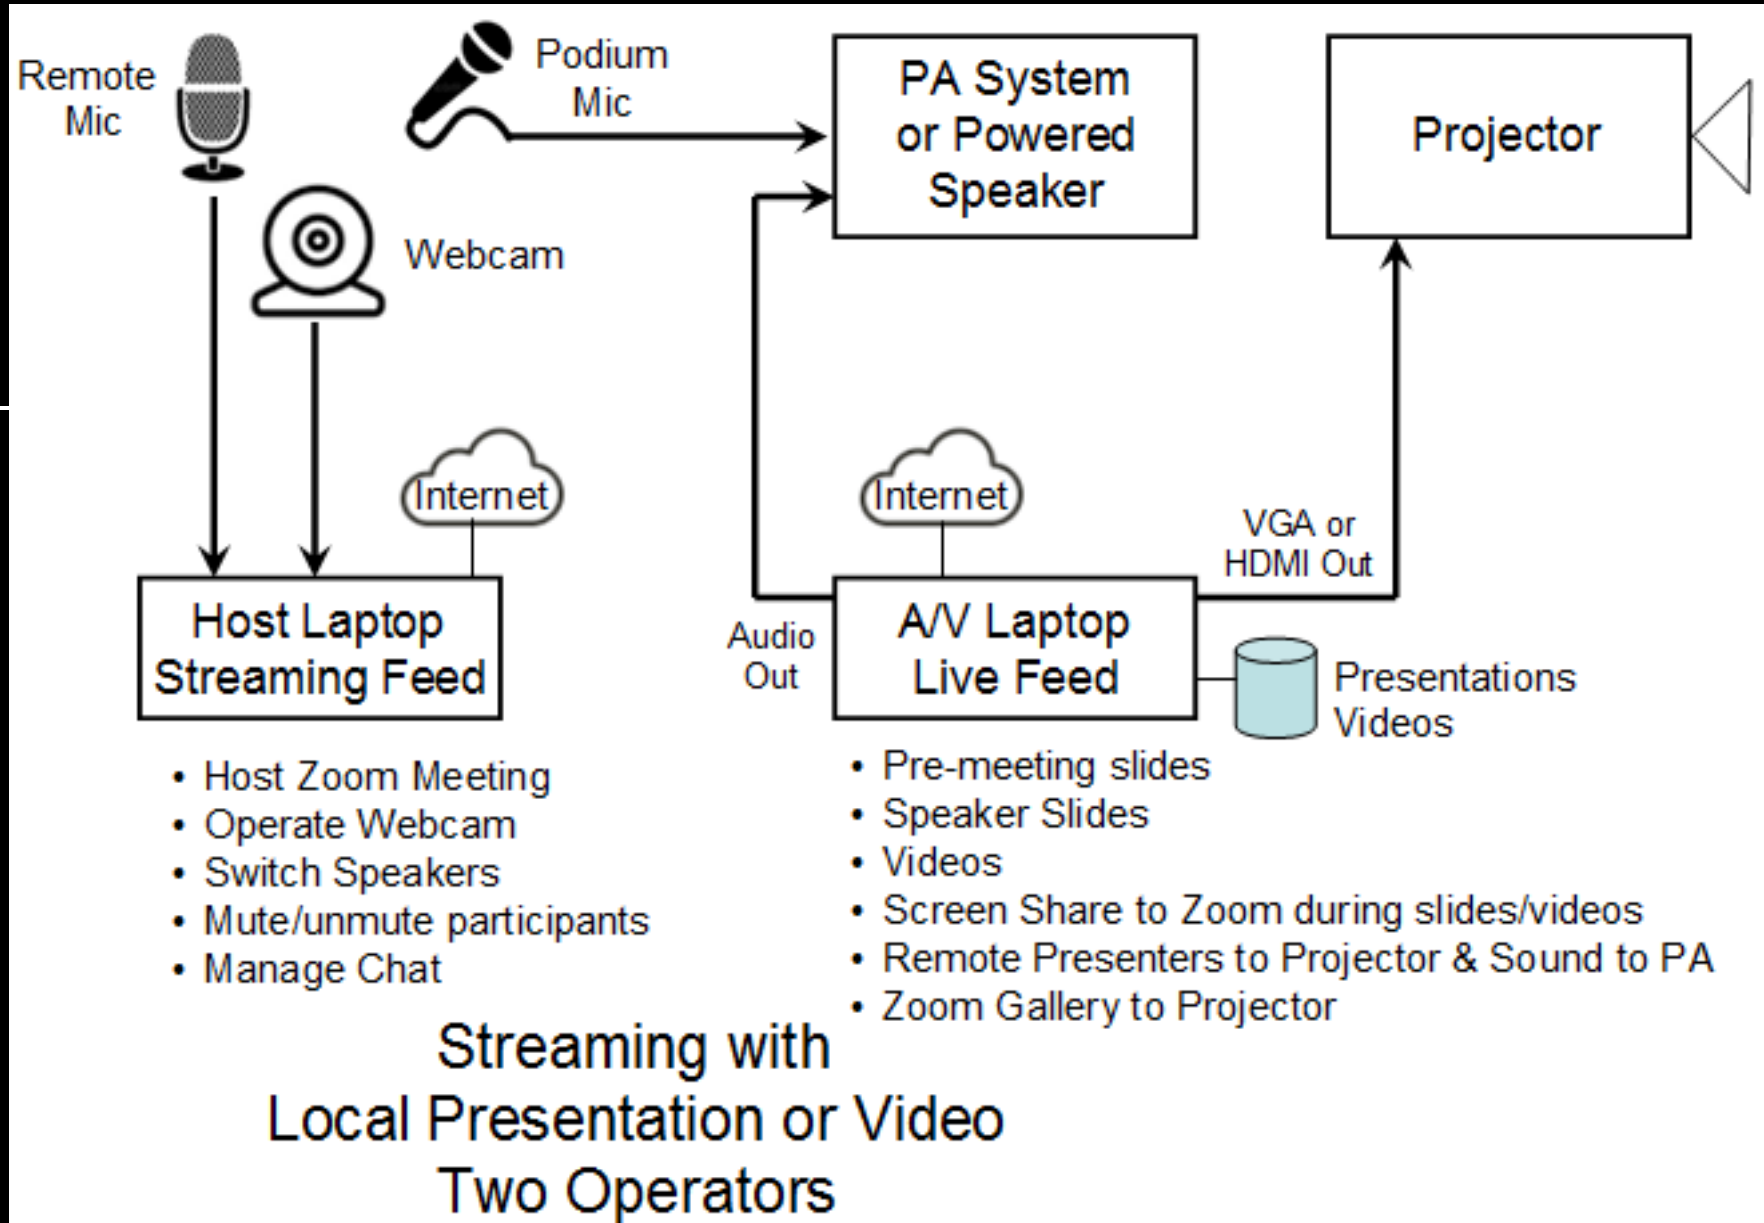 Remote
Mic
Podium
Mic
PA System
or Powered
Speaker
Projector
Webcam
Internet
Internet
VGA or
HDMI Out
Host Laptop
Streaming Feed
Audio
Out
A/V Laptop
Live Feed
Presentations
Videos
• Host Zoom Meeting
• Operate Webcam
• Switch Speakers
• Mute/unmute participants
• Manage Chat
• Pre-meeting slides
• Speaker Slides
• Videos
• Screen Share to Zoom during slides/videos
• Remote Presenters to Projector & Sound to PA
• Zoom Gallery to Projector
Streaming with
Local Presentation or Video
Two Operators